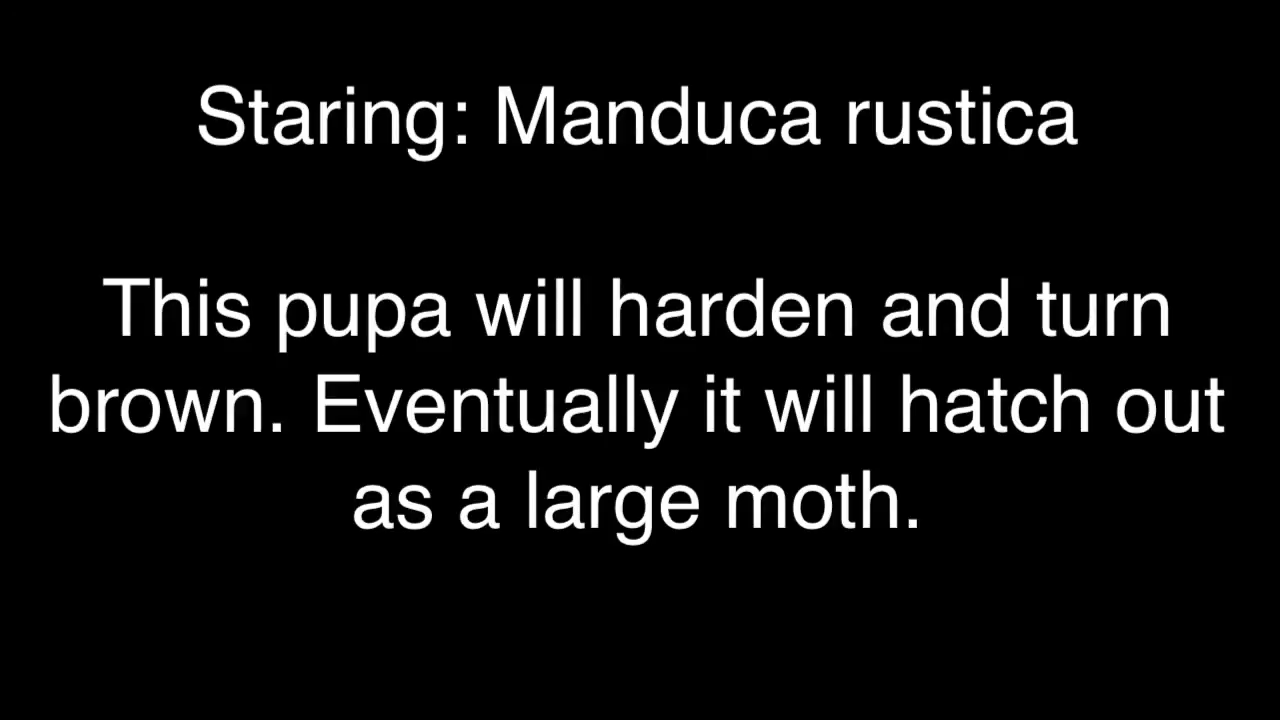 Staring: Manduca rustica
This pupa will harden and turn
brown. Eventually it will hatch out
as a large moth.